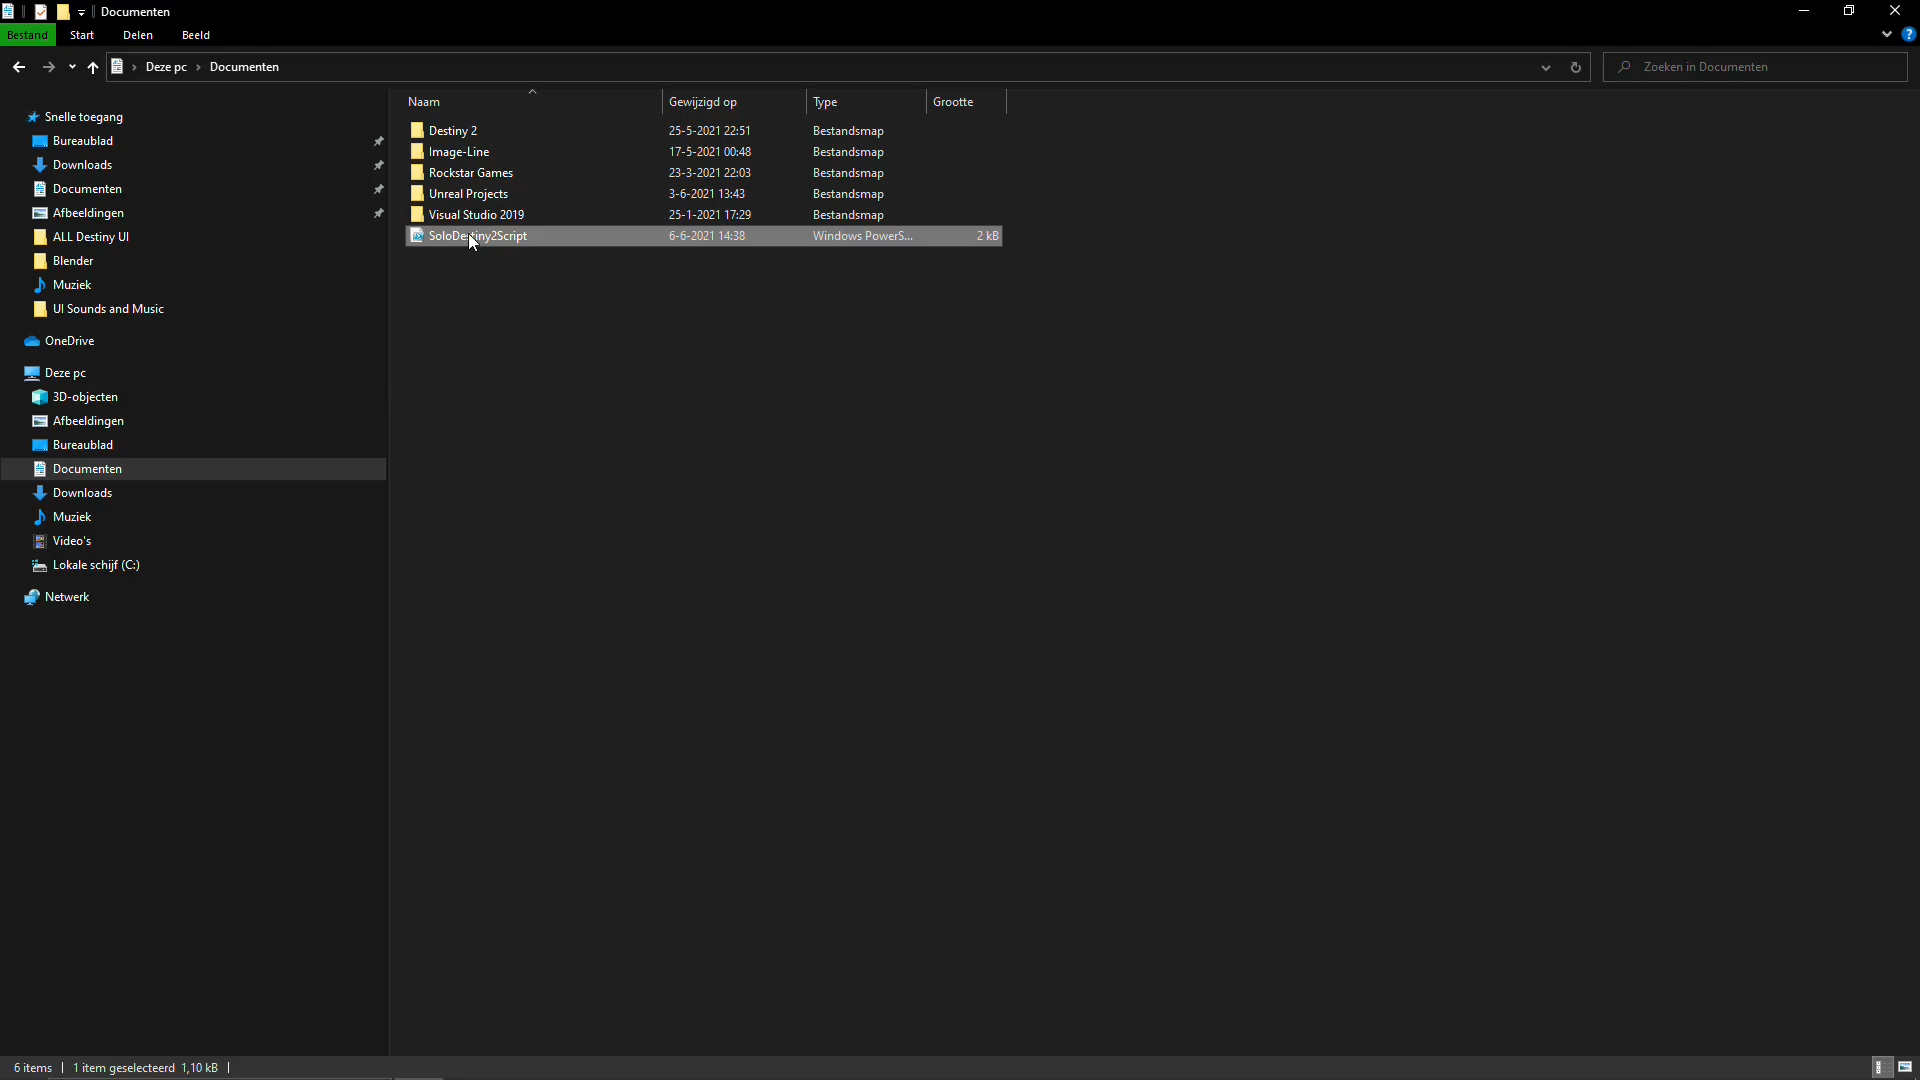 Documenten
Bestand Start Delen Beeld
Deze pc Documenten
Zoeken in Documenten
Naam Gewijzigd op Type Grootte
Destiny 2 25-5-2021 22:51 Bestandsmap
Image-Line 17-5-2021 00:48 Bestandsmap
Rockstar Games 23-3-2021 22:03 Bestandsmap
Unreal Projects 3-6-2021 13:43 Bestandsmap
Visual Studio 2019 25-1-2021 17:29 Bestandsmap
SoloDestiny2Script 6-6-2021 14:38 Windows PowerS... 2 kB
Snelle toegang
Bureaublad
Downloads
Documenten
Afbeeldingen
ALL Destiny UI
Blender
Muziek
UI Sounds and Music
OneDrive
Deze pc
3D-objecten
Afbeeldingen
Bureaublad
Documenten
Downloads
Muziek
Video's
Lokale schijf (C:)
Netwerk
6 items 1 item geselecteerd 1,10 kB